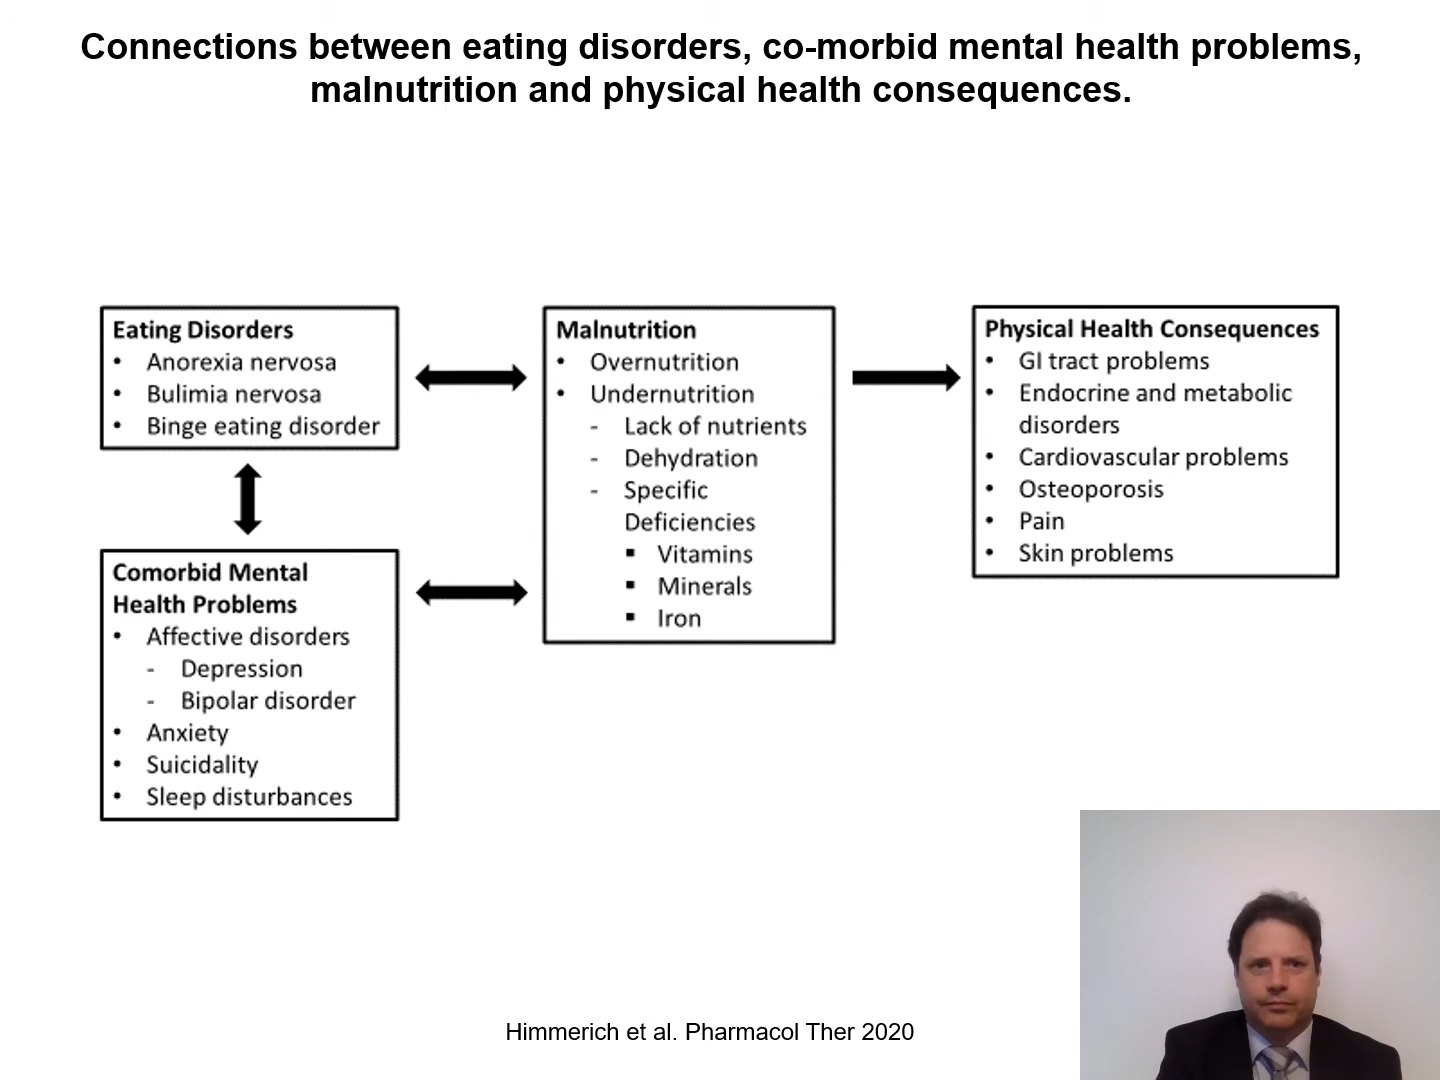 Connections between eating disorders, co-morbid mental health problems,
malnutrition and physical health consequences.
Eating Disorders
• Anorexia nervosa
• Bulimia nervosa
• Binge eating disorder
Comorbid Mental
Health Problems
• Affective disorders
- Depression
- Bipolar disorder
• Anxiety
• Suicidality
• Sleep disturbances
Malnutrition
• Overnutrition
• Undernutrition
- Lack of nutrients
- Dehydration
- Specific
Deficiencies
▪ Vitamins
▪ Minerals
▪ Iron
Physical Health Consequences
• GI tract problems
• Endocrine and metabolic
disorders
• Cardiovascular problems
• Osteoporosis
• Pain
• Skin problems
Himmerich et al. Pharmacol Ther 2020